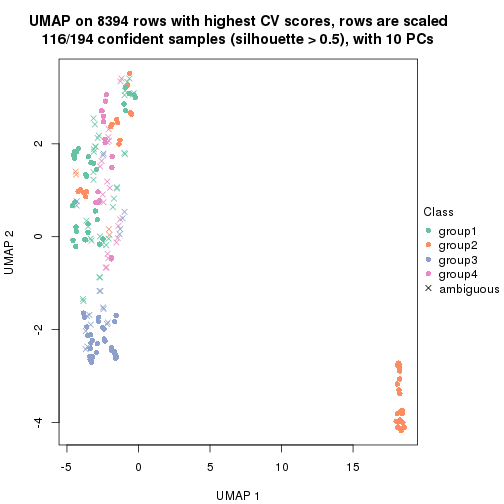 UMAP on 8394 rows with highest CV scores, rows are scaled
116/194 confident samples (silhouette > 0.5), with 10 PCs
2
0
-2
-4
UMAP 2
-5
0
5
10
15
UMAP 1
Class
group1
group2
group3
group4
ambiguous